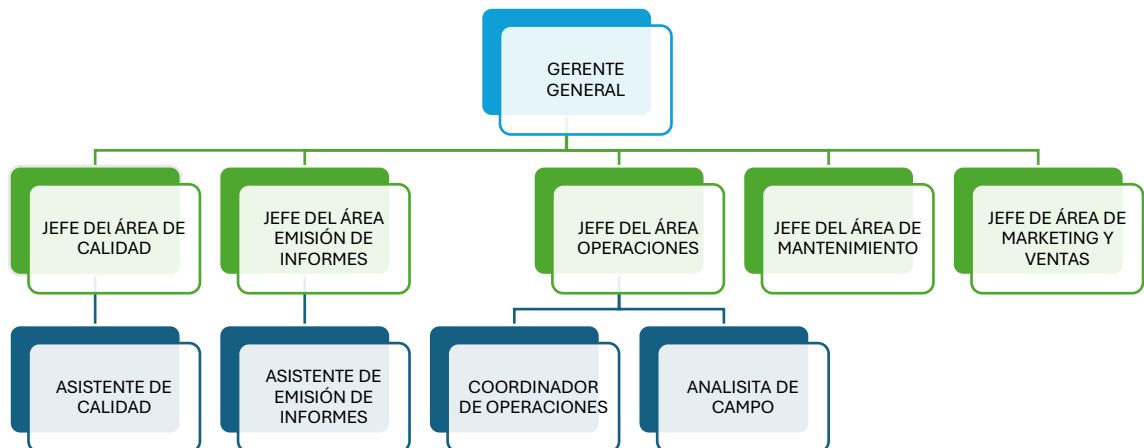 GERENTE
GENERAL
JEFE DEl ÁREA DE
CALIDAD
JEFE DEL ÁREA
EMISIÓN DE
INFORMES
JEFE DEL ÁREA
OPERACIONES
JEFE DEL ÁREA DE
MANTENIMIENTO
JEFE DE ÁREA DE
MARKETING Y
VENTAS
ASISTENTE DE
CALIDAD
ASISTENTE DE
EMISIÓN DE
INFORMES
COORDINADOR
DE OPERACIONES
ANALISITA DE
CAMPO